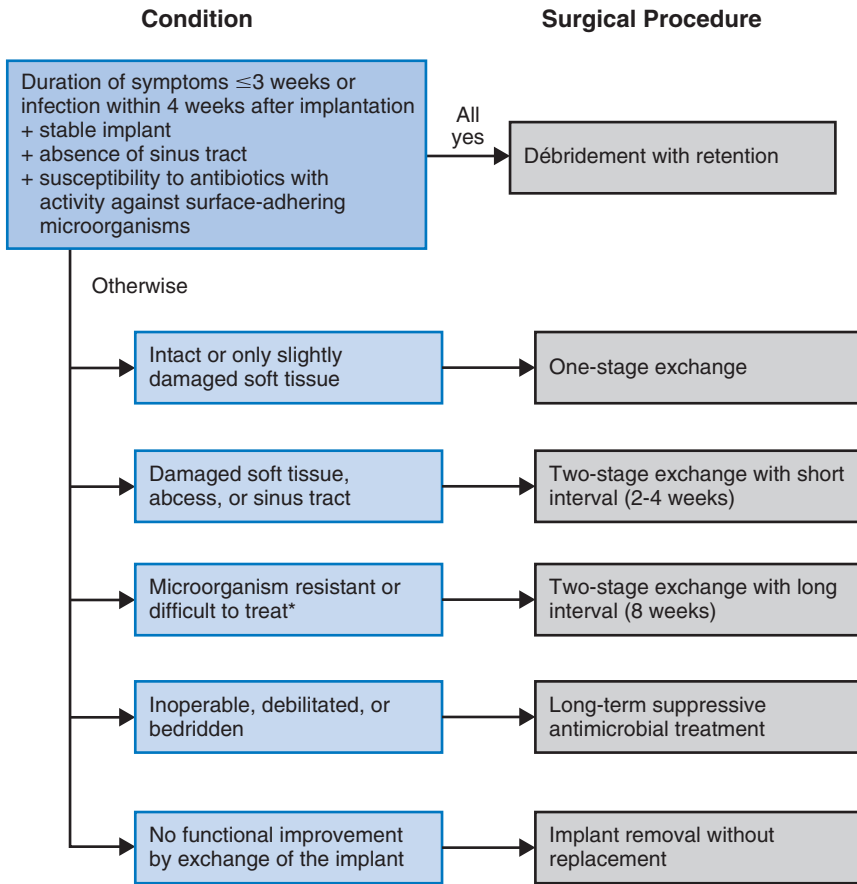 Condition
Surgical Procedure
Duration of symptoms ≤3 weeks or
infection within 4 weeks after implantation
+ stable implant
+ absence of sinus tract
+ susceptibility to antibiotics with
activity against surface-adhering
microorganisms
All
yes
Débridement with retention
Otherwise
Intact or only slightly
damaged soft tissue
One-stage exchange
Damaged soft tissue,
abcess, or sinus tract
Two-stage exchange with short
interval (2-4 weeks)
Microorganism resistant or
difficult to treat*
Two-stage exchange with long
interval (8 weeks)
Inoperable, debilitated, or
bedridden
Long-term suppressive
antimicrobial treatment
No functional improvement
by exchange of the implant
Implant removal without
replacement